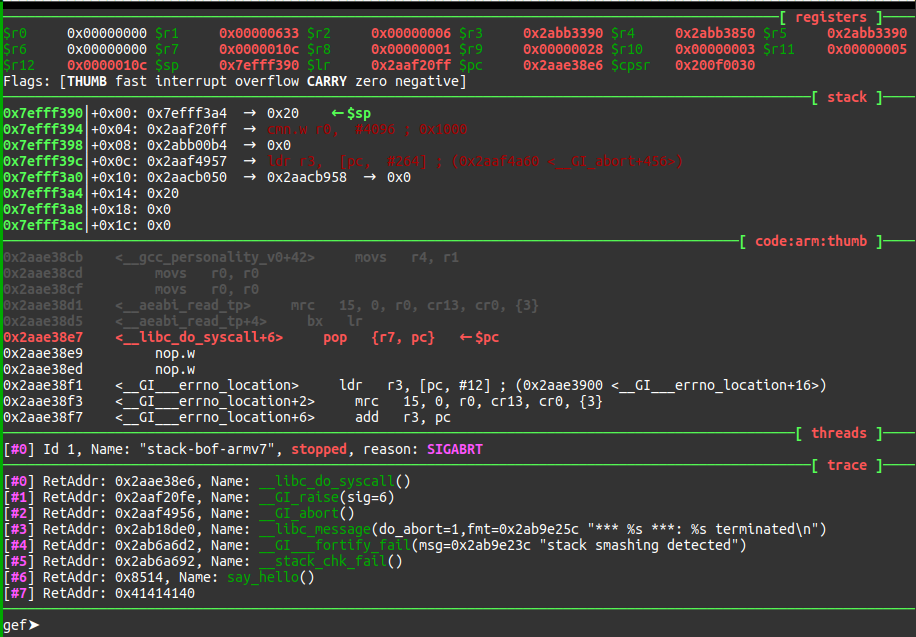 [ registers ]
$r0 0x00000000 $r1 0x00000633 $r2 0x00000006 $r3 0x2abb3390 $r4 0x2abb3850 $r5 0x2abb3390
$r6 0x00000000 $r7 0x0000010c $r8 0x00000001 $r9 0x00000028 $r10 0x00000003 $r11 0x00000005
$r12 0x0000010c $sp 0x7efff390 $lr 0x2aaf20ff $pc 0x2aae38e6 $cpsr 0x200f0030
Flags: [THUMB fast interrupt overflow CARRY zero negative]
[ stack ]
0x7efff390|+0x00: 0x7efff3a4 → 0x20 ←$sp
0x7efff394|+0x04: 0x2aaf20ff → cmn.w r0, #4096 ; 0x1000
0x7efff398|+0x08: 0x2abb00b4 → 0x0
0x7efff39c|+0x0c: 0x2aaf4957 → ldr r3, [pc, #264] ; (0x2aaf4a60 <__GI_abort+456>)
0x7efff3a0|+0x10: 0x2aacb050 → 0x2aacb958 → 0x0
0x7efff3a4|+0x14: 0x20
0x7efff3a8|+0x18: 0x0
0x7efff3ac|+0x1c: 0x0
[ code:arm:thumb ]
0x2aae38cb <__gcc_personality_v0+42> movs r4, r1
0x2aae38cd movs r0, r0
0x2aae38cf movs r0, r0
0x2aae38d1 <__aeabi_read_tp> mrc 15, 0, r0, cr13, cr0, {3}
0x2aae38d5 <__aeabi_read_tp+4> bx lr
0x2aae38e7 <__libc_do_syscall+6> pop {r7, pc} ←$pc
0x2aae38e9 nop.w
0x2aae38ed nop.w
0x2aae38f1 <__GI___errno_location> ldr r3, [pc, #12] ; (0x2aae3900 <__GI___errno_location+16>)
0x2aae38f3 <__GI___errno_location+2> mrc 15, 0, r0, cr13, cr0, {3}
0x2aae38f7 <__GI___errno_location+6> add r3, pc
[ threads ]
[#0] Id 1, Name: "stack-bof-armv7", stopped, reason: SIGABRT
[ trace ]
[#0] RetAddr: 0x2aae38e6, Name: __libc_do_syscall()
[#1] RetAddr: 0x2aaf20fe, Name: __GI_raise(sig=6)
[#2] RetAddr: 0x2aaf4956, Name: __GI_abort()
[#3] RetAddr: 0x2ab18de0, Name: __libc_message(do_abort=1,fmt=0x2ab9e25c "*** %s ***: %s terminated\n")
[#4] RetAddr: 0x2ab6a6d2, Name: __GI___fortify_fail(msg=0x2ab9e23c "stack smashing detected")
[#5] RetAddr: 0x2ab6a692, Name: __stack_chk_fail()
[#6] RetAddr: 0x8514, Name: say_hello()
[#7] RetAddr: 0x41414140
gef➤